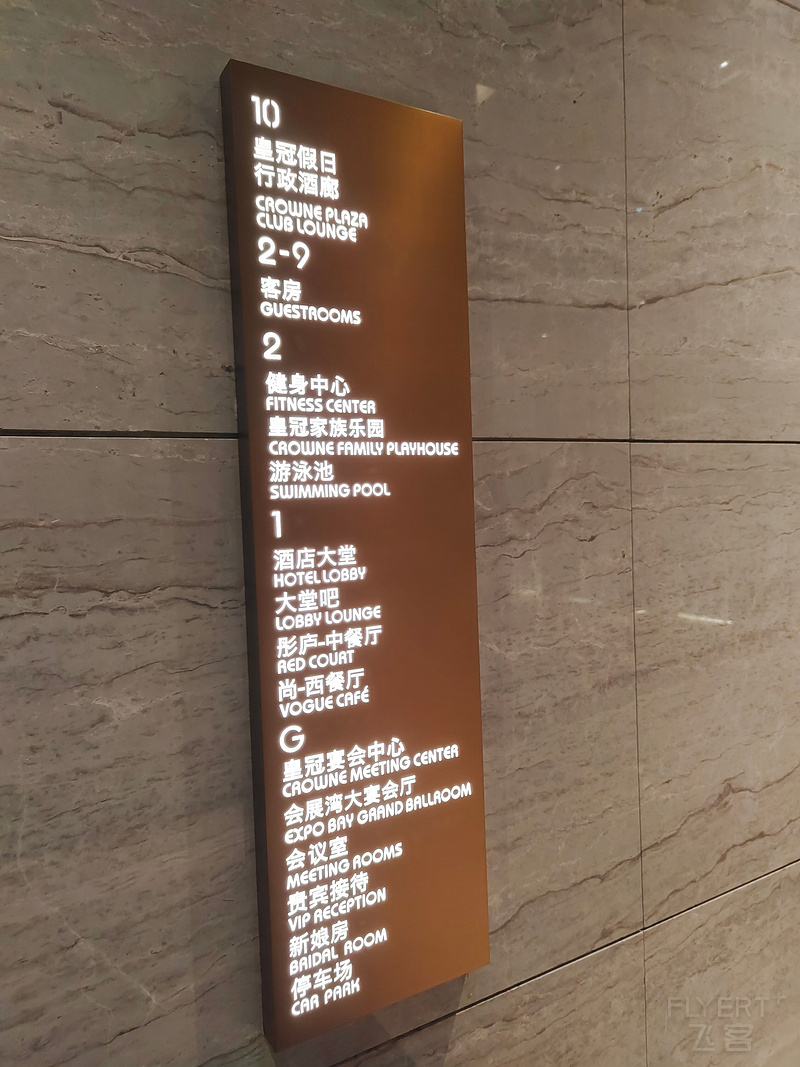 10
皇冠假日
行政酒廊
CROWNE PLAZA
CLUB LOUNGE
2-9
客房
GUESTROOMS
2
健身中心
FITNESS CENTER
皇冠家族乐园
CROWNE FAMILY PLAYHOUSE
游泳池
SWIMMING POOL
1
酒店大堂
HOTEL LOBBY
大堂吧
LOBBY LOUNGE
彤庐-中餐厅
RED COURT
尚-西餐厅
VOGUE CAFÉ
G
皇冠宴会中心
CROWNE MEETING CENTER
会展湾大宴会厅
EXPO BAY GRAND BALLROOM
会议室
MEETING ROOMS
贵宾接待
VIP RECEPTION
新娘房
BAIDAL ROOM
停车场
CAR PARK
FLYERT
飞客